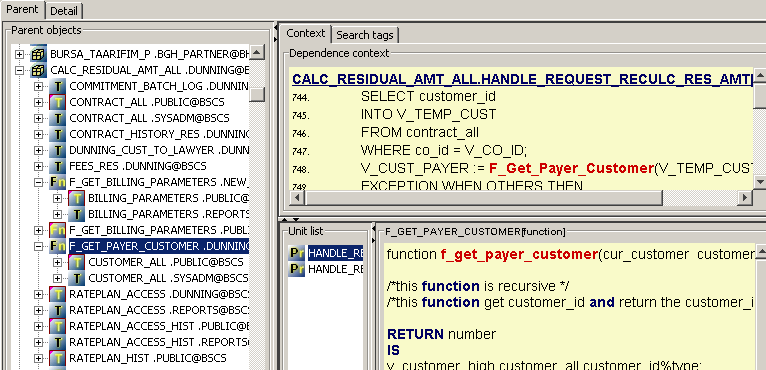 Parent
Detail
Parent objects
BURSA_TAARIFIM_P .BGH_PARTNER@BH
CALC_RESIDUAL_AMT_ALL .DUNNING@B
COMMITMENT_BATCH_LOG .DUNNIN
CONTRACT_ALL .PUBLIC@BSCS
CONTRACT_ALL .SYSADM@BSCS
CONTRACT_HISTORY_RES .DUNNING
DUNNING_CUST_TO_LAWYER .DUNN
FEES_RES .DUNNING@BSCS
F_GET_BILLING_PARAMETERS .NEW_
BILLING_PARAMETERS .PUBLIC@
BILLING_PARAMETERS .REPORTS
F_GET_BILLING_PARAMETERS .PUBL
F_GET_PAYER_CUSTOMER .DUNNING
CUSTOMER_ALL .PUBLIC@BSCS
CUSTOMER_ALL .SYSADM@BSCS
RATEPLAN_ACCESS .DUNNING@BSCS
RATEPLAN_ACCESS .REPORTS@BSCS
RATEPLAN_ACCESS_HIST .PUBLIC@B
RATEPLAN_ACCESS_HIST .REPORTS@
RATEPLAN_HIST .PUBLIC@BSCS
Context
Search tags
Dependence context
CALC_RESIDUAL_AMT_ALL.HANDLE_REQUEST_RECULC_RES_AMT[
744. SELECT customer_id
745. INTO V_TEMP_CUST
746. FROM contract_all
747. WHERE co_id = V_CO_ID;
748. V_CUST_PAYER := F_Get_Payer_Customer(V_TEMP_CUST
749. EXCEPTION WHEN OTHERS THEN
Unit list
HANDLE_RE
HANDLE_RE
F_GET_PAYER_CUSTOMER[function]
function f_get_payer_customer(cur_customer customer
/*this function is recursive */
/*this function get customer_id and return the customer_i
RETURN number
IS
v_customer_high customer_all.customer_id%type;